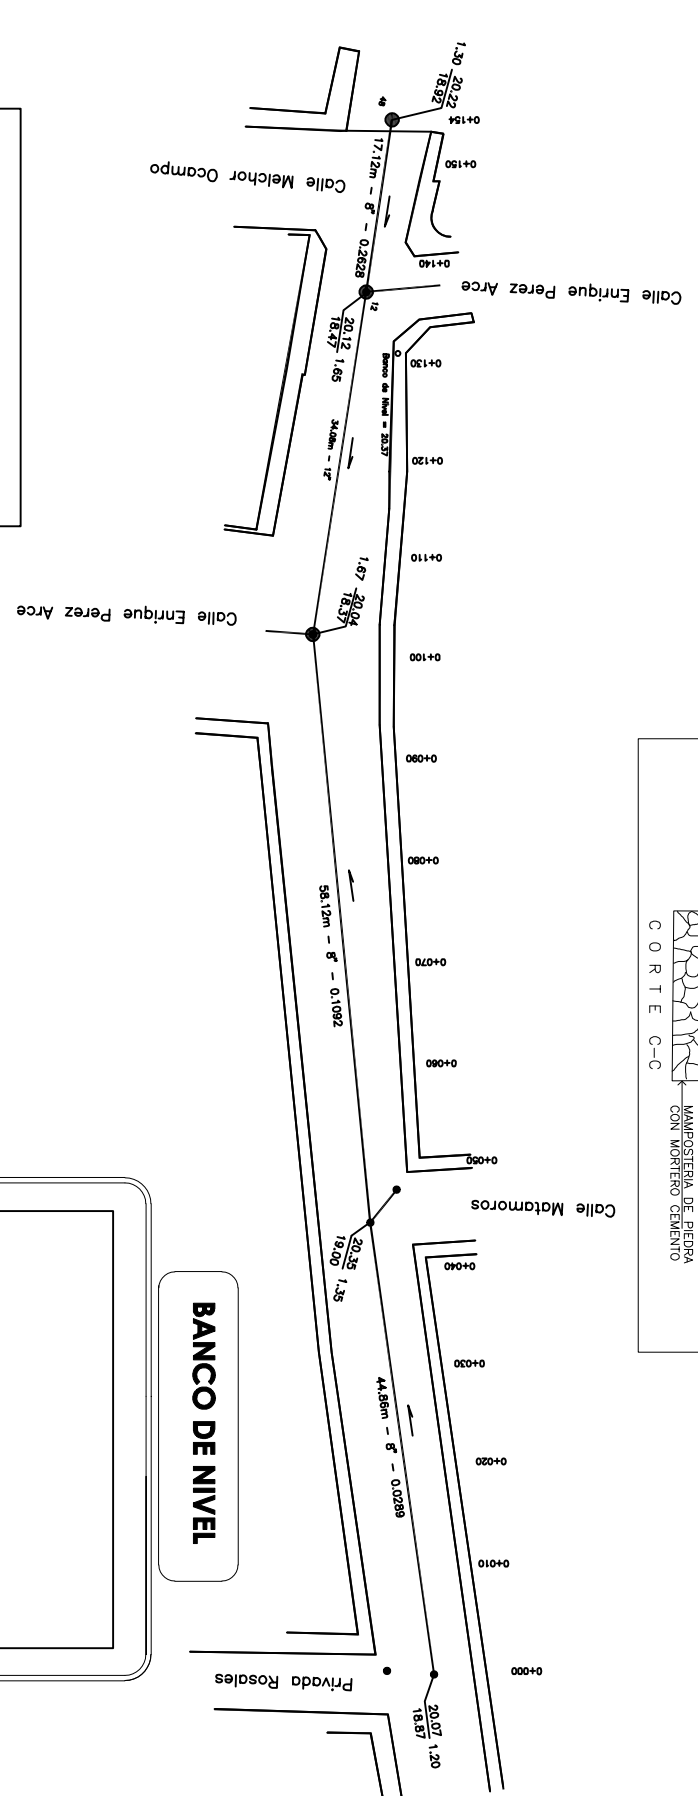 1.30 20.22
18.92
48
0+154
17.12m - 8" - 0.2628
0+150
Calle Melchor Ocampo
0+140
Calle Enrique Perez Arce
12
20.12
18.47 1.65
0+130
Banco de Nivel = 20.37
34.08m - 12"
0+120
0+110
1.67 20.04
18.37
Calle Enrique Perez Arce
0+100
0+090
0+080
58.12m - 8" - 0.1092
0+070
0+060
CORTE C-C
MAMPOSTERIA DE PIEDRA
CON MORTERO CEMENTO
0+050
Calle Matamoros
20.35
19.00 1.35
0+040
0+030
BANCO DE NIVEL
44.86m - 8" - 0.0289
0+020
0+010
0+000
Privada Rosales
20.07
18.87 1.20